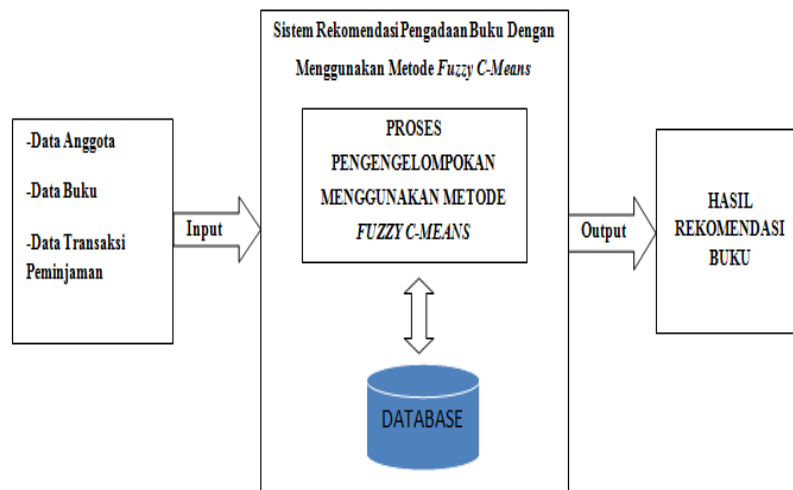 Sistem Rekomendasi Pengadaan Buku Dengan
Menggunakan Metode Fuzzy C-Means
-Data Anggota
-Data Buku
-Data Transaksi
Peminjaman
Input
PROSES
PENGENGELOMPOKAN
MENGGUNAKAN METODE
FUZZY C-MEANS
DATABASE
Output
HASIL
REKOMENDASI
BUKU